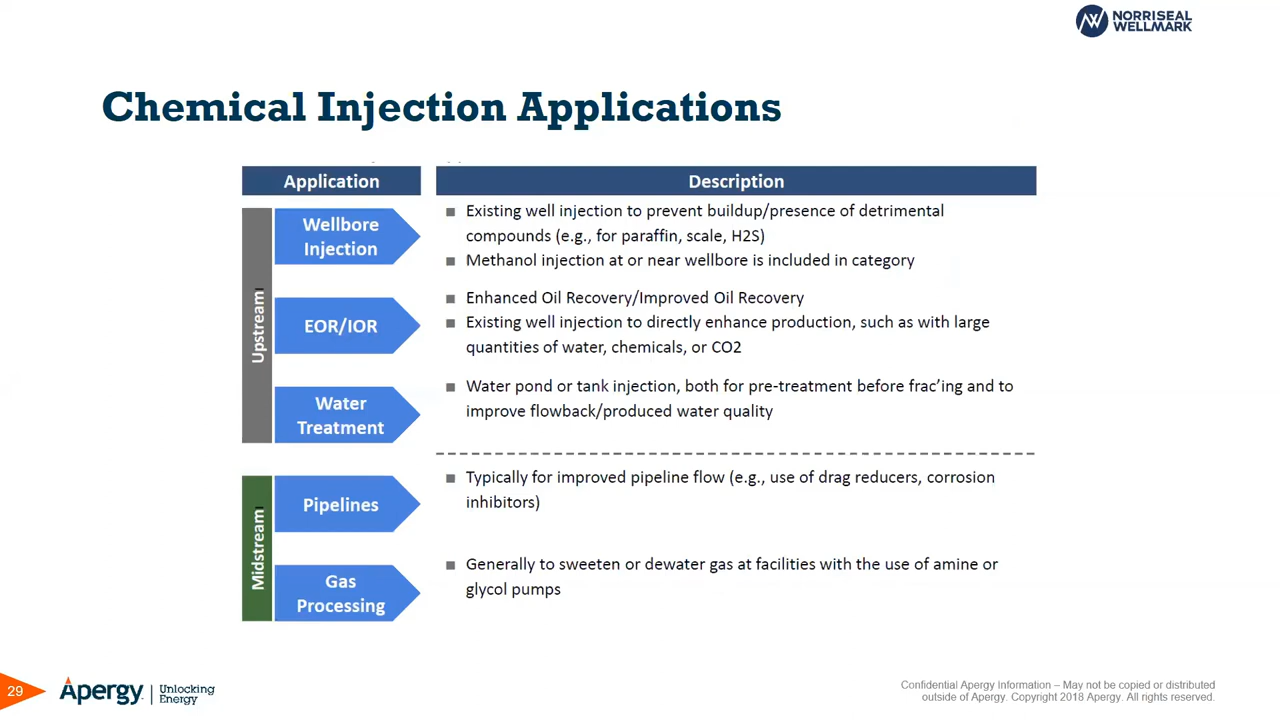 NORRISEAL
WELLMARK
Chemical Injection Applications
Application
Description
Upstream
Wellbore
Injection
■ Existing well injection to prevent buildup/presence of detrimental
compounds (e.g., for paraffin, scale, H2S)
■ Methanol injection at or near wellbore is included in category
EOR/IOR
■ Enhanced Oil Recovery/Improved Oil Recovery
■ Existing well injection to directly enhance production, such as with large
quantities of water, chemicals, or CO2
Water
Treatment
■ Water pond or tank injection, both for pre-treatment before frac’ing and to
improve flowback/produced water quality
Midstream
Pipelines
■ Typically for improved pipeline flow (e.g., use of drag reducers, corrosion
inhibitors)
Gas
Processing
■ Generally to sweeten or dewater gas at facilities with the use of amine or
glycol pumps
29
Apergy
Unlocking
Energy
Confidential Apergy Information – May not be copied or distributed
outside of Apergy. Copyright 2018 Apergy. All rights reserved.